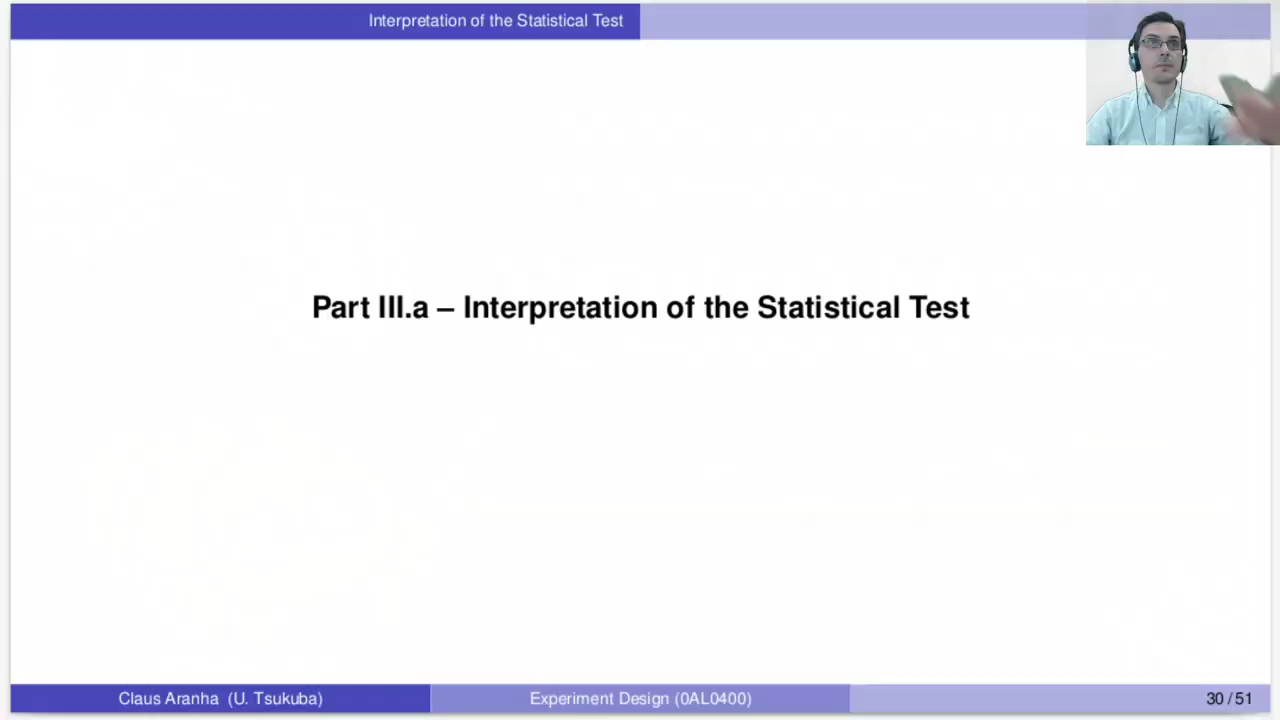 Interpretation of the Statistical Test
Part III.a – Interpretation of the Statistical Test
Claus Aranha (U. Tsukuba)
Experiment Design (0AL0400)
30 / 51